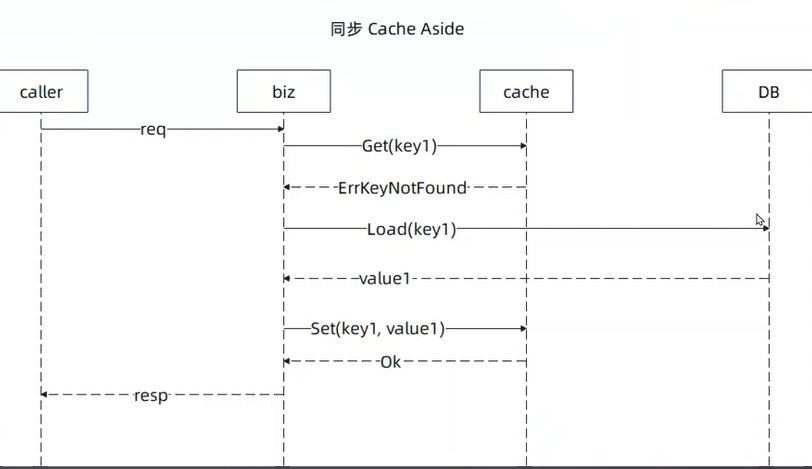 同步 Cache Aside
caller
biz
cache
DB
req
Get(key1)
ErrKeyNotFound
Load(key1)
value1
Set(key1, value1)
Ok
resp